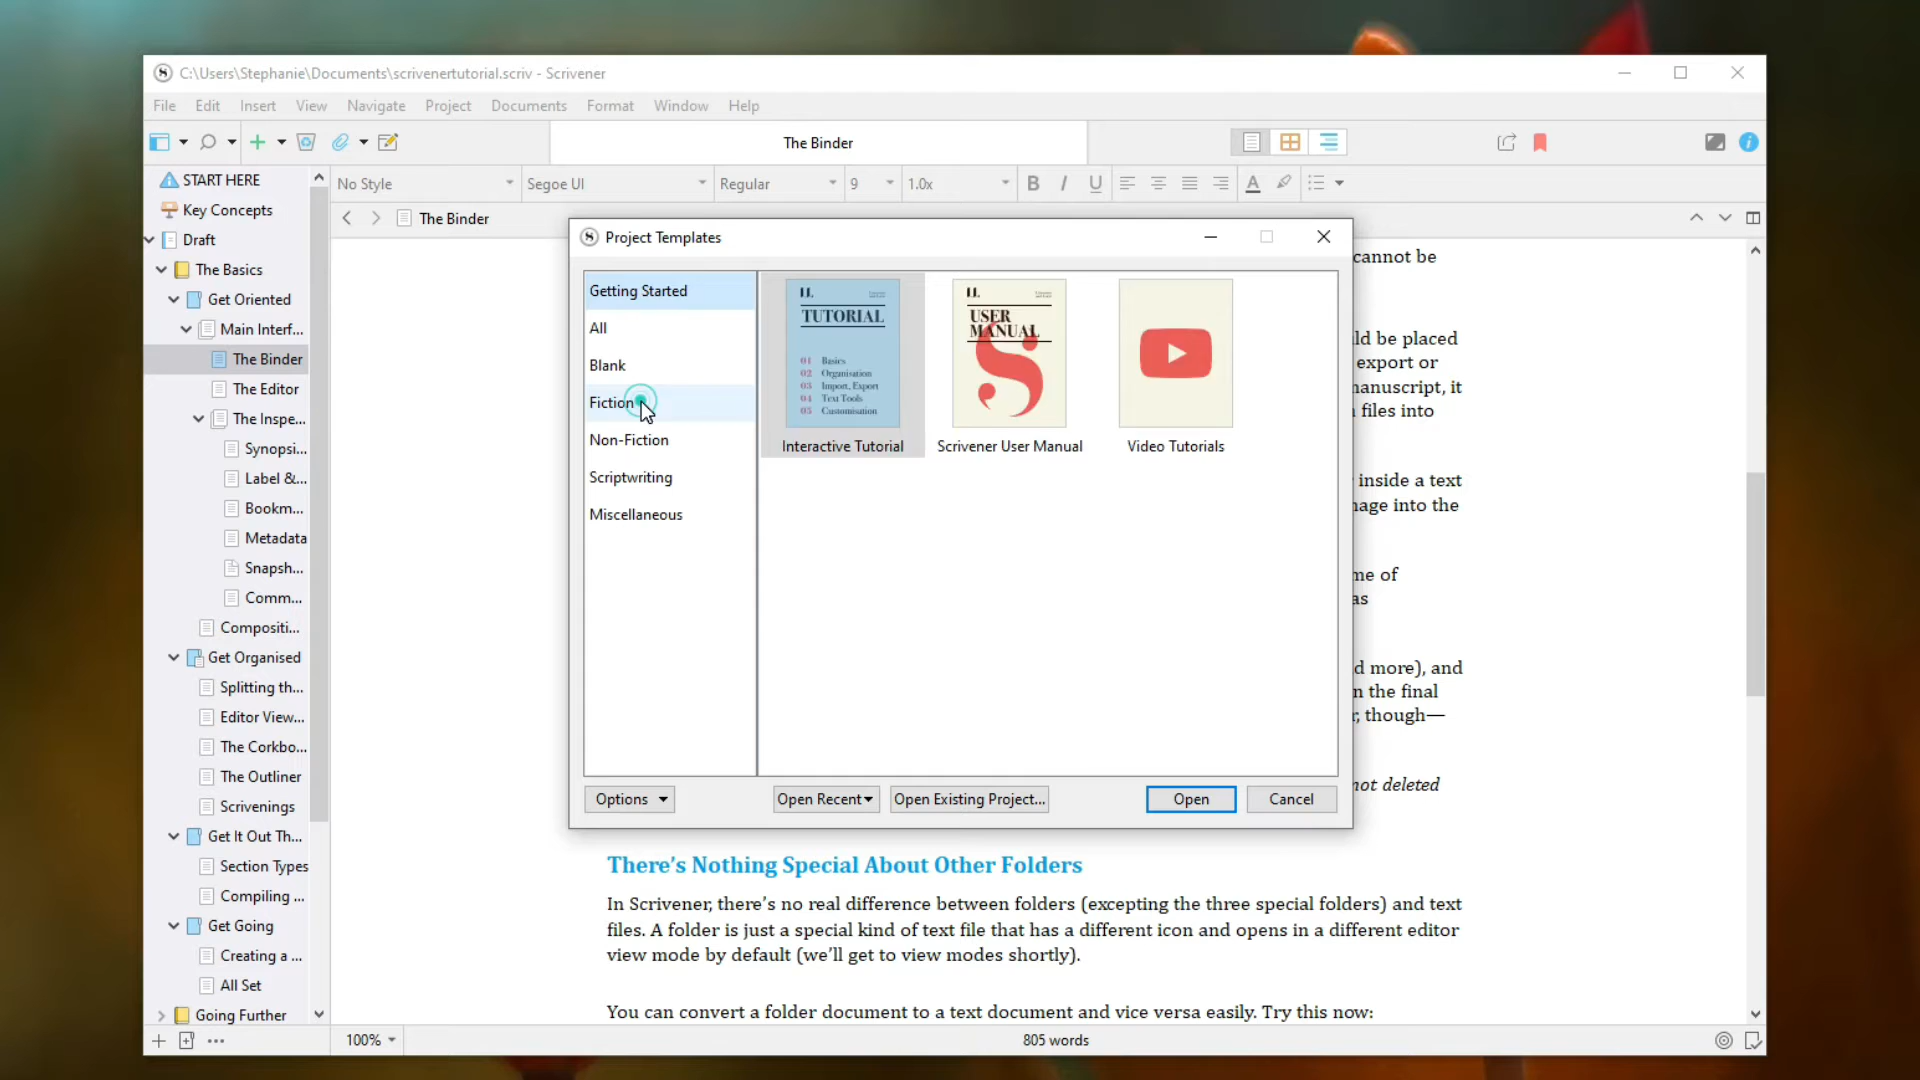 C:\Users\Stephanie\Documents\scrivenertutorial.scriv - Scrivener
File Edit Insert View Navigate Project Documents Format Window Help
The Binder
No Style Segoe UI Regular 9 1.0x B I U A
The Binder
START HERE
Key Concepts
Draft
The Basics
Get Oriented
Main Interf...
The Binder
The Editor
The Inspe...
Synopsi...
Label &...
Bookm...
Metadata
Snapsh...
Comm...
Compositi...
Get Organised
Splitting th...
Editor View...
The Corkbo...
The Outliner
Scrivenings
Get It Out Th...
Section Types
Compiling ...
Get Going
Creating a ...
All Set
Going Further
Project Templates
Getting Started
All
Blank
Fiction
Non-Fiction
Scriptwriting
Miscellaneous
TUTORIAL
01 Basics
02 Organisation
03 Import, Export
04 Text Tools
05 Customisation
Interactive Tutorial
USER
MANUAL
Scrivener User Manual
Video Tutorials
Options Open Recent Open Existing Project... Open Cancel
cannot be
ld be placed
export or
nanuscript, it
files into
inside a text
nage into the
me of
as
d more), and
n the final
r, though—
not deleted
There's Nothing Special About Other Folders
In Scrivener, there's no real difference between folders (excepting the three special folders) and text
files. A folder is just a special kind of text file that has a different icon and opens in a different editor
view mode by default (we'll get to view modes shortly).
You can convert a folder document to a text document and vice versa easily. Try this now:
100% 805 words